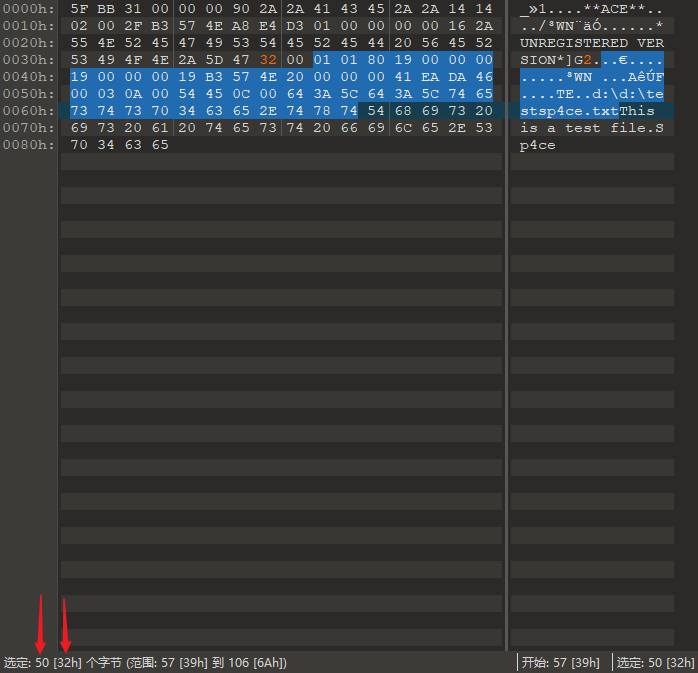 0000h: 5F BB 31 00 00 00 90 2A 2A 41 43 45 2A 2A 14 14 _»1....**ACE**..
0010h: 02 00 2F B3 57 4E A8 E4 D3 01 00 00 00 00 16 2A ../³WN¨äÓ......*
0020h: 55 4E 52 45 47 49 53 54 45 52 45 44 20 56 45 52 UNREGISTERED VER
0030h: 53 49 4F 4E 2A 5D 47 32 00 01 01 80 19 00 00 00 SION*]G2...€....
0040h: 19 00 00 00 19 B3 57 4E 20 00 00 00 41 EA DA 46 .....³WN ...AêÚF
0050h: 00 03 0A 00 54 45 0C 00 64 3A 5C 64 3A 5C 74 65 ....TE..d:\d:\te
0060h: 73 74 73 70 34 63 65 2E 74 78 74 54 68 69 73 20 stsp4ce.txtThis
0070h: 69 73 20 61 20 74 65 73 74 20 66 69 6C 65 2E 53 is a test file.S
0080h: 70 34 63 65 p4ce
选定: 50 [32h] 个字节 (范围: 57 [39h] 到 106 [6Ah]) 开始: 57 [39h] 选定: 50 [32h]